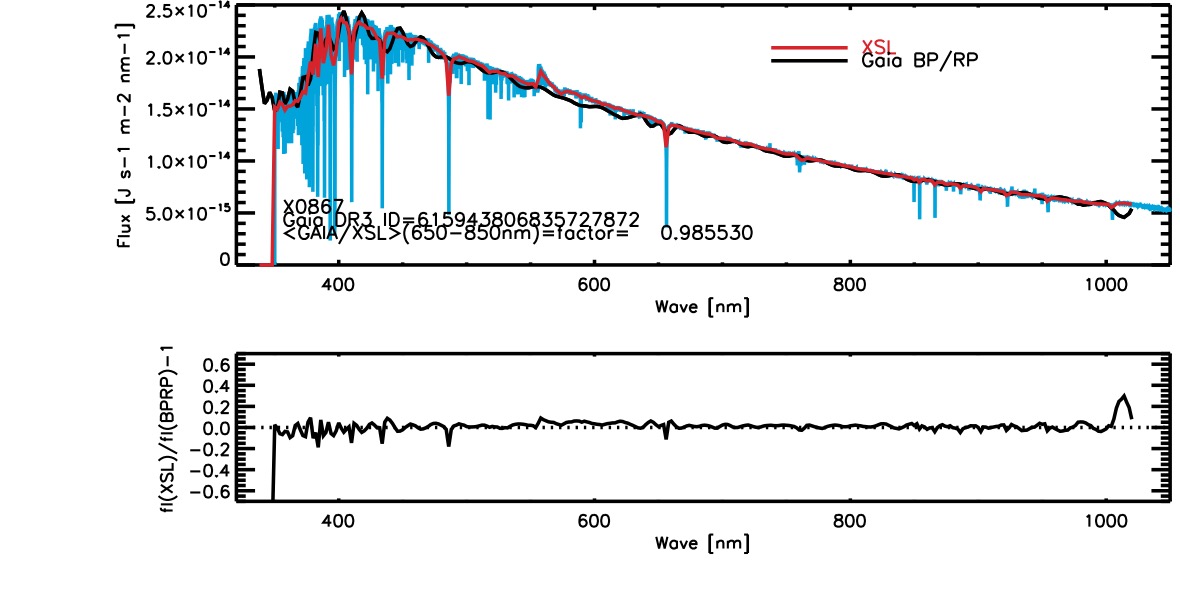 2.5×10−14
2.0×10−14
1.5×10−14
1.0×10−14
5.0×10−15
0
Flux [J s−1 m−2 nm−1]
XSL
Gaia BP/RP
X0867
Gaia DR3 ID=6159438068357278​72
<GAIA/XSL>(650−850nm)=factor= 0.985530
400 600 800 1000
Wave [nm]
0.6
0.4
0.2
0.0
−0.2
−0.4
−0.6
fl(XSL)/fl(BPRP)−1
400 600 800 1000
Wave [nm]